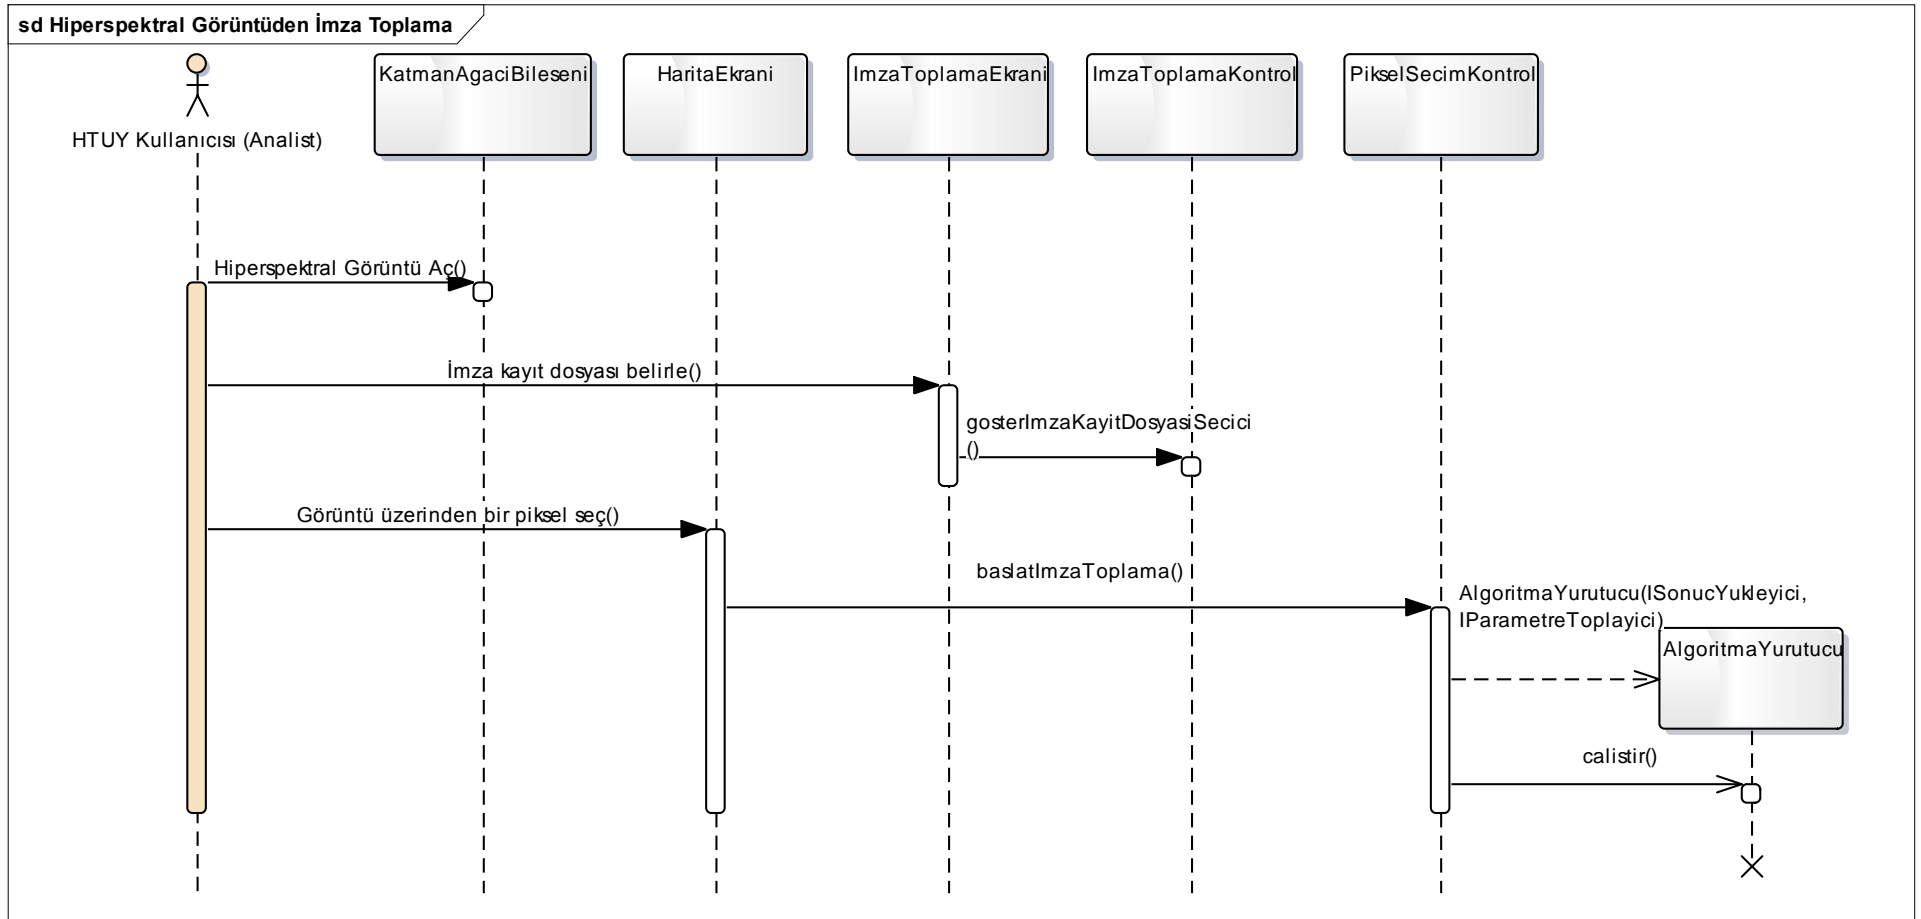 sd Hiperspektral Görüntüden İmza Toplama
HTUY Kullanıcısı (Analist)
KatmanAgaciBileseni
HaritaEkrani
ImzaToplamaEkrani
ImzaToplamaKontrol
PikselSecimKontrol
Hiperspektral Görüntü Aç()
İmza kayıt dosyası belirle()
gosterImzaKayitDosyasiSecici
()
Görüntü üzerinden bir piksel seç()
baslatImzaToplama()
AlgoritmaYurutucu(ISonucYukleyici,
IParametreToplayici)
AlgoritmaYurutucu
calistir()